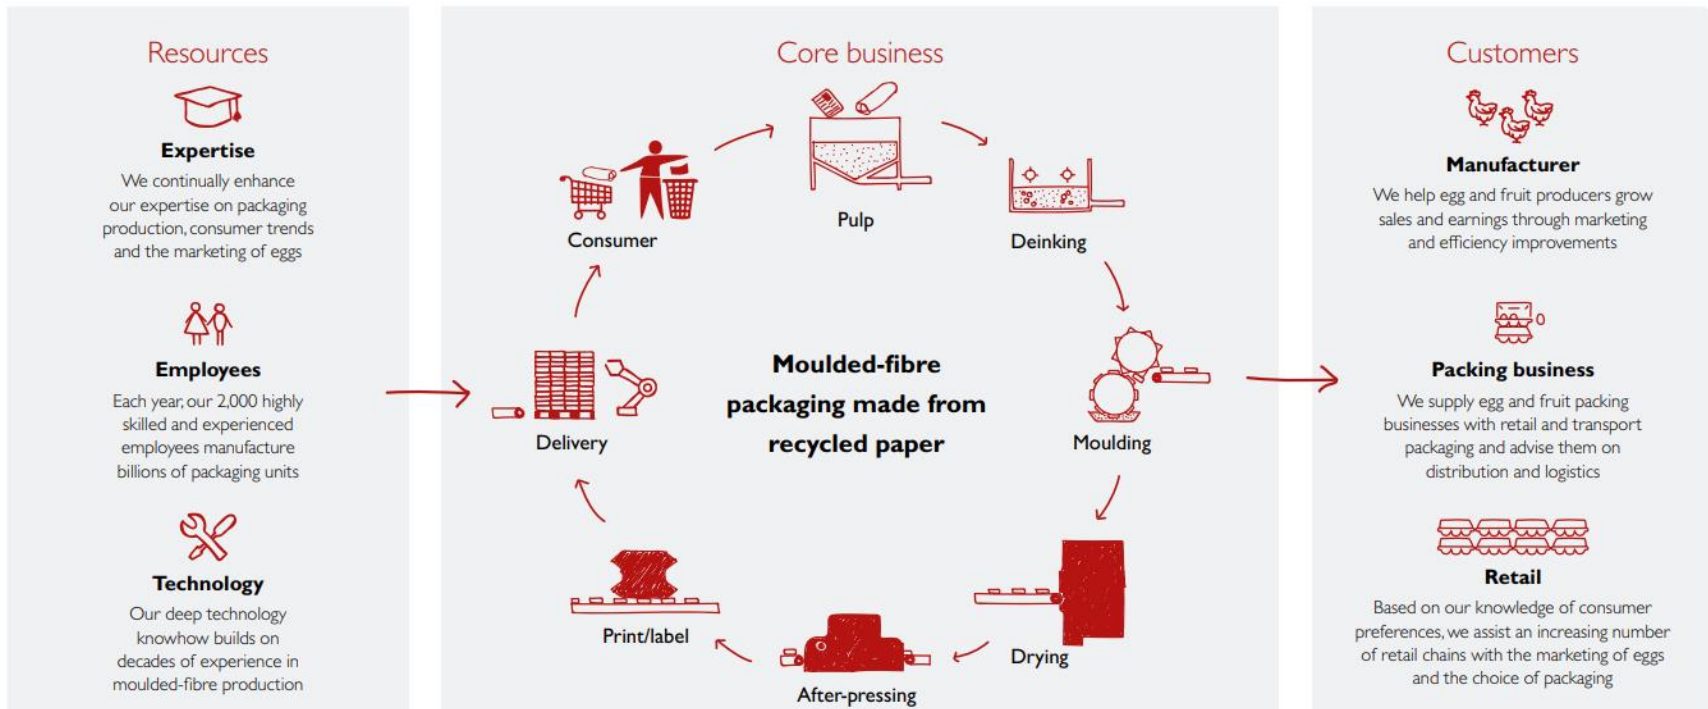 Resources
Expertise
We continually enhance
our expertise on packaging
production, consumer trends
and the marketing of eggs
Employees
Each year, our 2,000 highly
skilled and experienced
employees manufacture
billions of packaging units
Technology
Our deep technology
knowhow builds on
decades of experience in
moulded-fibre production
Core business
Pulp
Deinking
Moulding
Drying
After-pressing
Print/label
Delivery
Consumer
Moulded-fibre
packaging made from
recycled paper
Customers
Manufacturer
We help egg and fruit producers grow
sales and earnings through marketing
and efficiency improvements
Packing business
We supply egg and fruit packing
businesses with retail and transport
packaging and advise them on
distribution and logistics
Retail
Based on our knowledge of consumer
preferences, we assist an increasing number
of retail chains with the marketing of eggs
and the choice of packaging